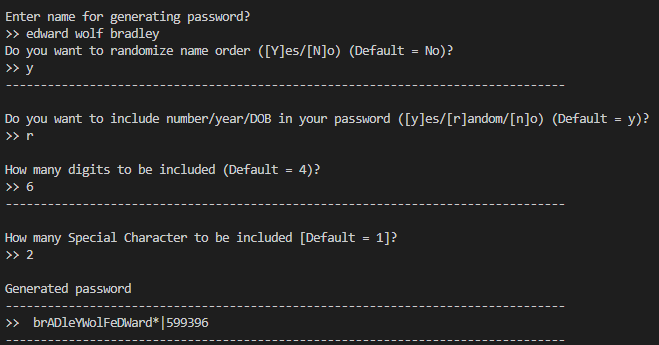 Enter name for generating password?
>> edward wolf bradley
Do you want to randomize name order ([Y]es/[N]o) (Default = No)?
>> y
--------------------------------------------------------------------------------
Do you want to include number/year/DOB in your password ([y]es/[r]andom/[n]o) (Default = y)?
>> r
How many digits to be included (Default = 4)?
>> 6
--------------------------------------------------------------------------------
How many Special Character to be included [Default = 1]?
>> 2
Generated password
--------------------------------------------------------------------------------
>>  brADleYWolFeDWard*|599396
--------------------------------------------------------------------------------